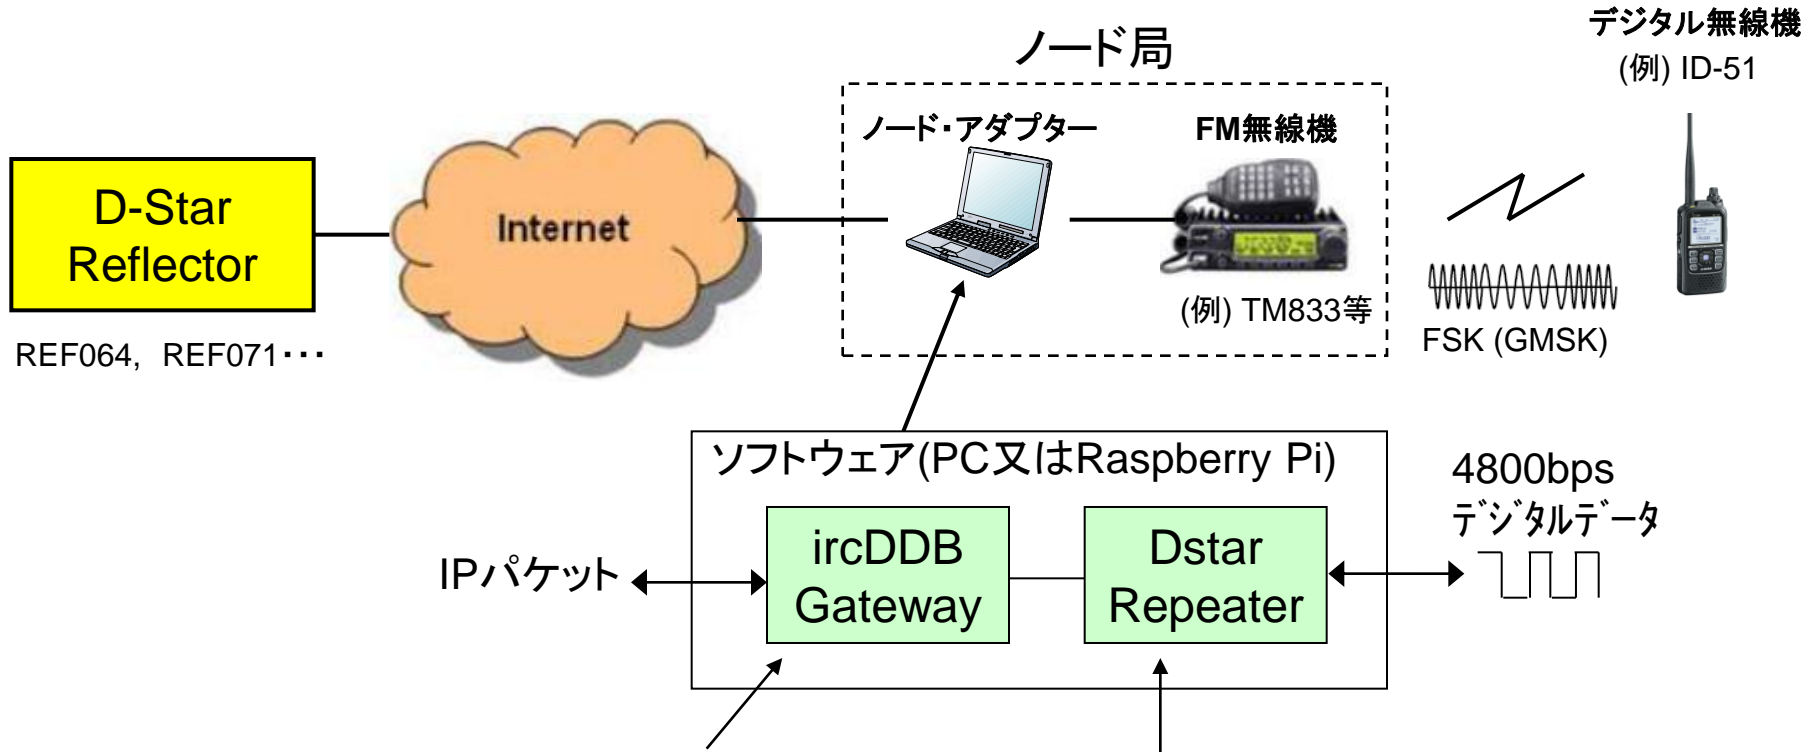 ノード局
デジタル無線機
(例) ID-51
ノード・アダプター
FM無線機
D-Star
Reflector
Internet
(例) TM833等
FSK (GMSK)
REF064, REF071・・・
ソフトウェア(PC又はRaspberry Pi)
4800bps
デジタルデータ
IPパケット
ircDDB
Gateway
Dstar
Repeater